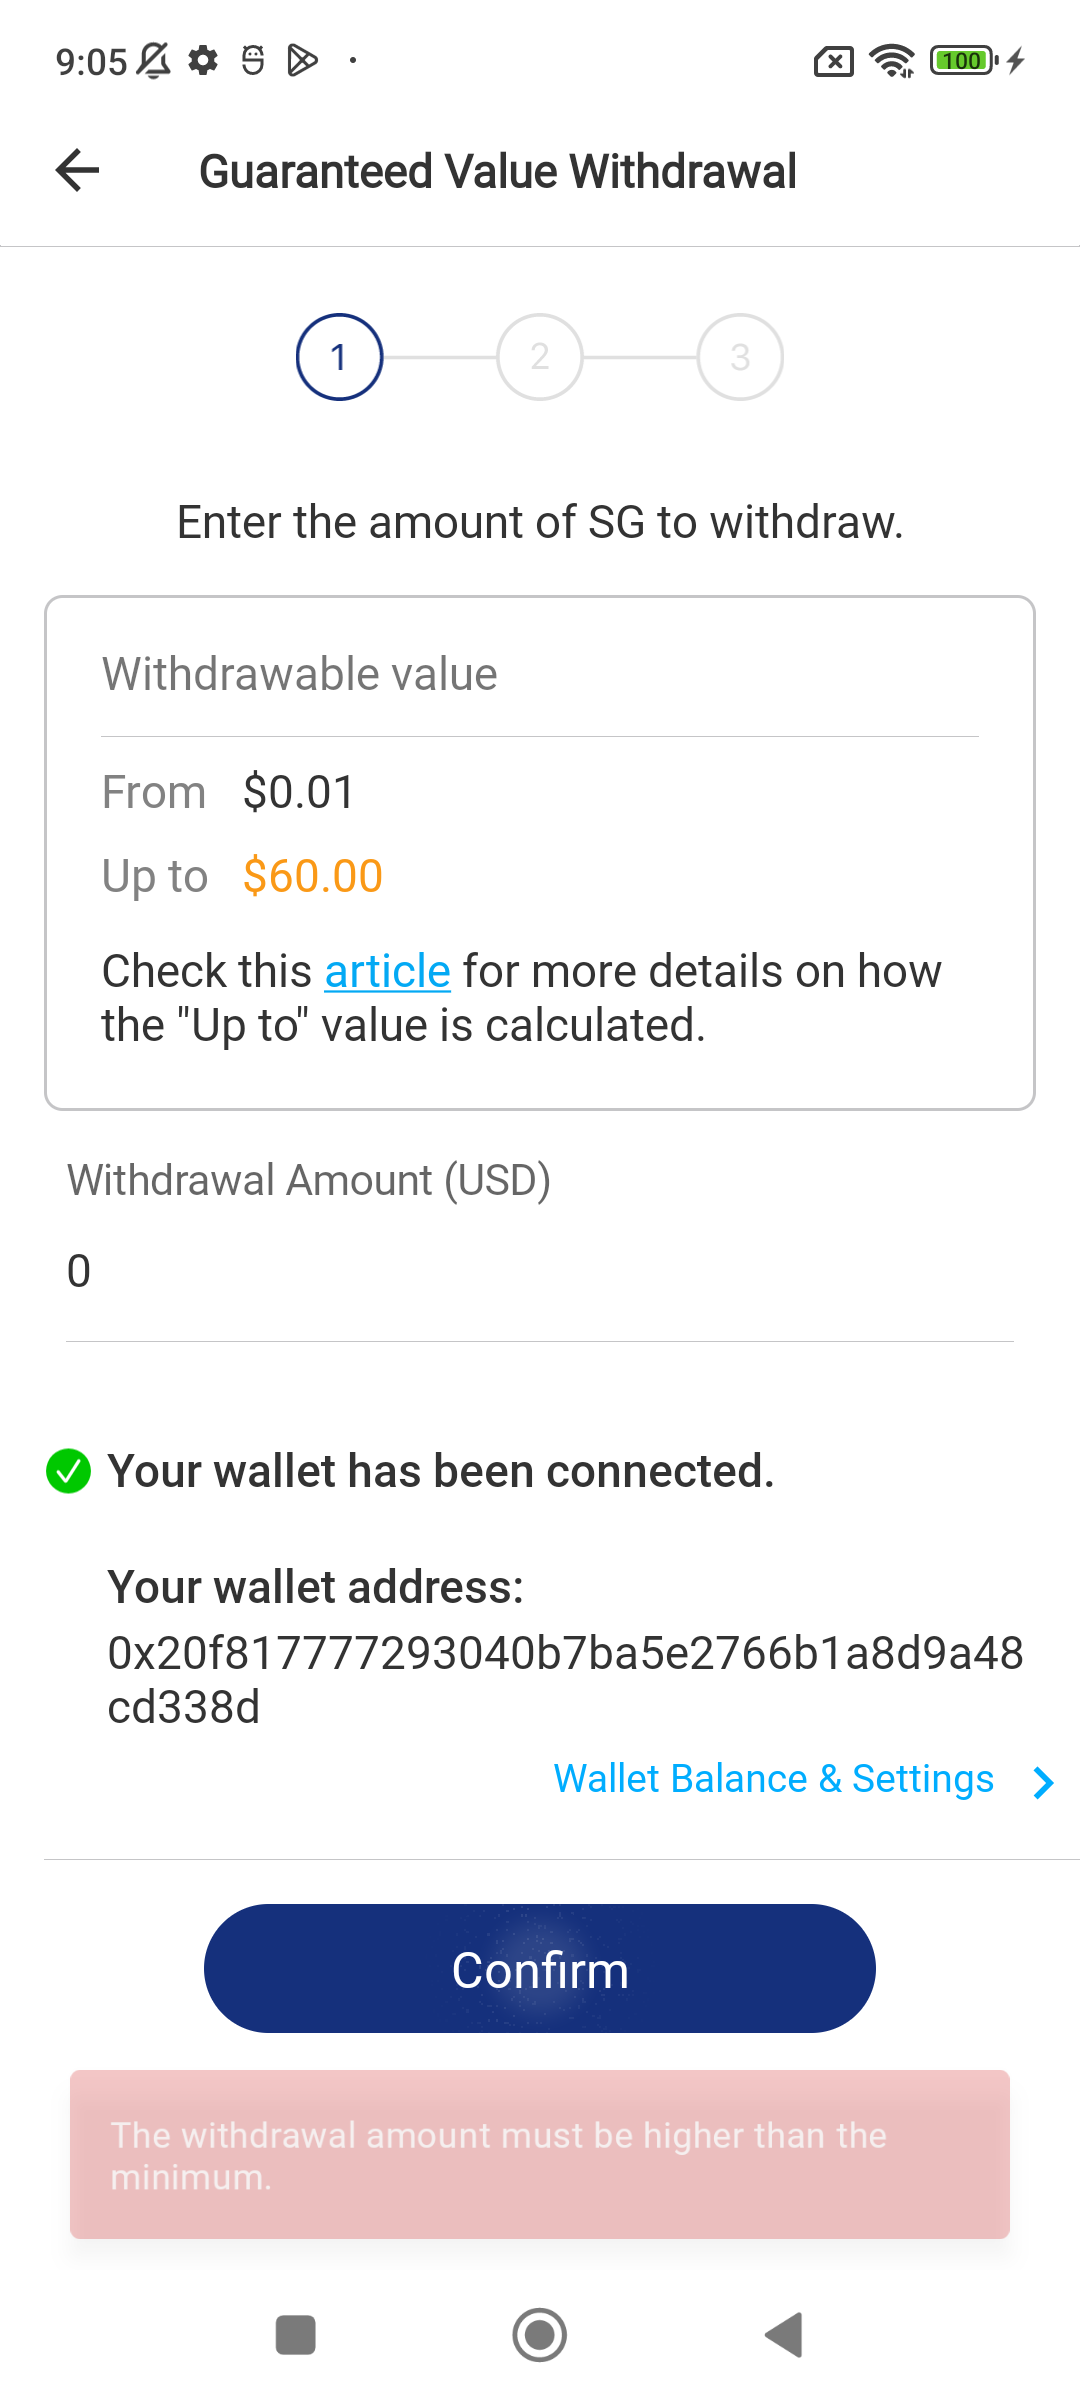 9:05
100
Guaranteed Value Withdrawal
1
2
3
Enter the amount of SG to withdraw.
Withdrawable value
From $0.01
Up to $60.00
Check this article for more details on how
the "Up to" value is calculated.
Withdrawal Amount (USD)
0
Your wallet has been connected.
Your wallet address:
0x20f817777293040b7ba5e2766b1a8d9a48
cd338d
Wallet Balance & Settings
Confirm
The withdrawal amount must be higher than the
minimum.